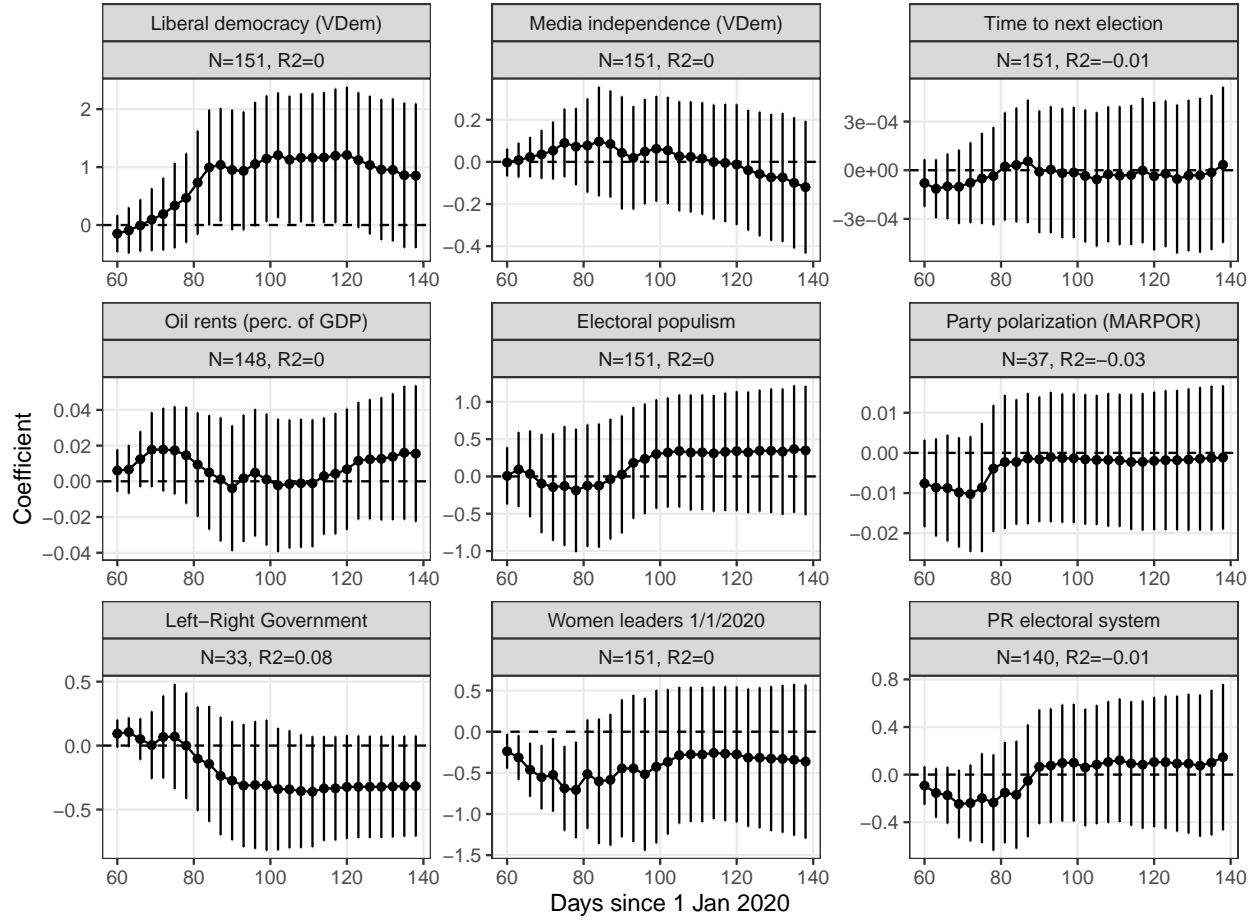 Liberal democracy (VDem)
N=151, R2=0
2
1
0
60 80 100 120 140
Media independence (VDem)
N=151, R2=0
0.2
0.0
−0.2
−0.4
60 80 100 120 140
Time to next election
N=151, R2=−0.01
3e−04
0e+00
−3e−04
60 80 100 120 140
Oil rents (perc. of GDP)
N=148, R2=0
0.04
0.02
0.00
−0.02
−0.04
60 80 100 120 140
Electoral populism
N=151, R2=0
1.0
0.5
0.0
−0.5
−1.0
60 80 100 120 140
Party polarization (MARPOR)
N=37, R2=−0.03
0.01
0.00
−0.01
−0.02
60 80 100 120 140
Left−Right Government
N=33, R2=0.08
0.5
0.0
−0.5
60 80 100 120 140
Women leaders 1/1/2020
N=151, R2=0
0.5
0.0
−0.5
−1.0
−1.5
60 80 100 120 140
PR electoral system
N=140, R2=−0.01
0.8
0.4
0.0
−0.4
60 80 100 120 140
Coefficient
Days since 1 Jan 2020